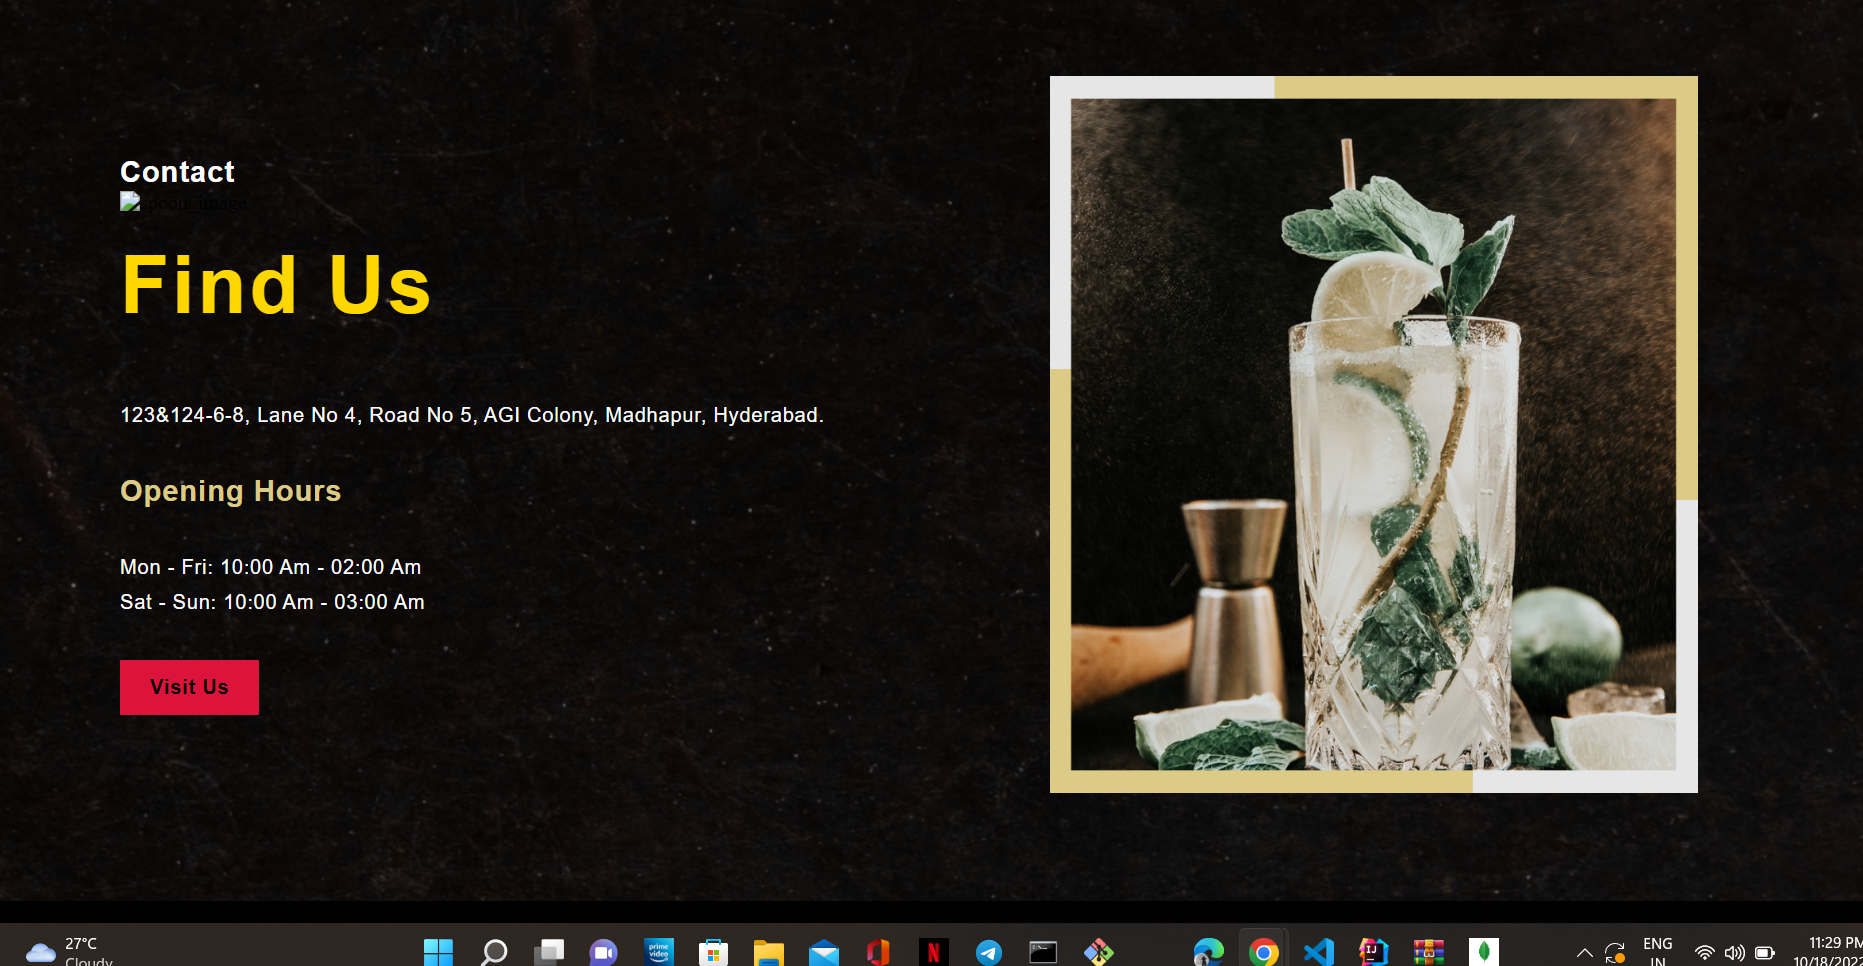 Contact
spoon_image
Find Us
123&124-6-8, Lane No 4, Road No 5, AGI Colony, Madhapur, Hyderabad.
Opening Hours
Mon - Fri: 10:00 Am - 02:00 Am
Sat - Sun: 10:00 Am - 03:00 Am
Visit Us
27°C
Cloudy
prime
video
N
IJ
ENG
IN
11:29 PM
10/18/2022